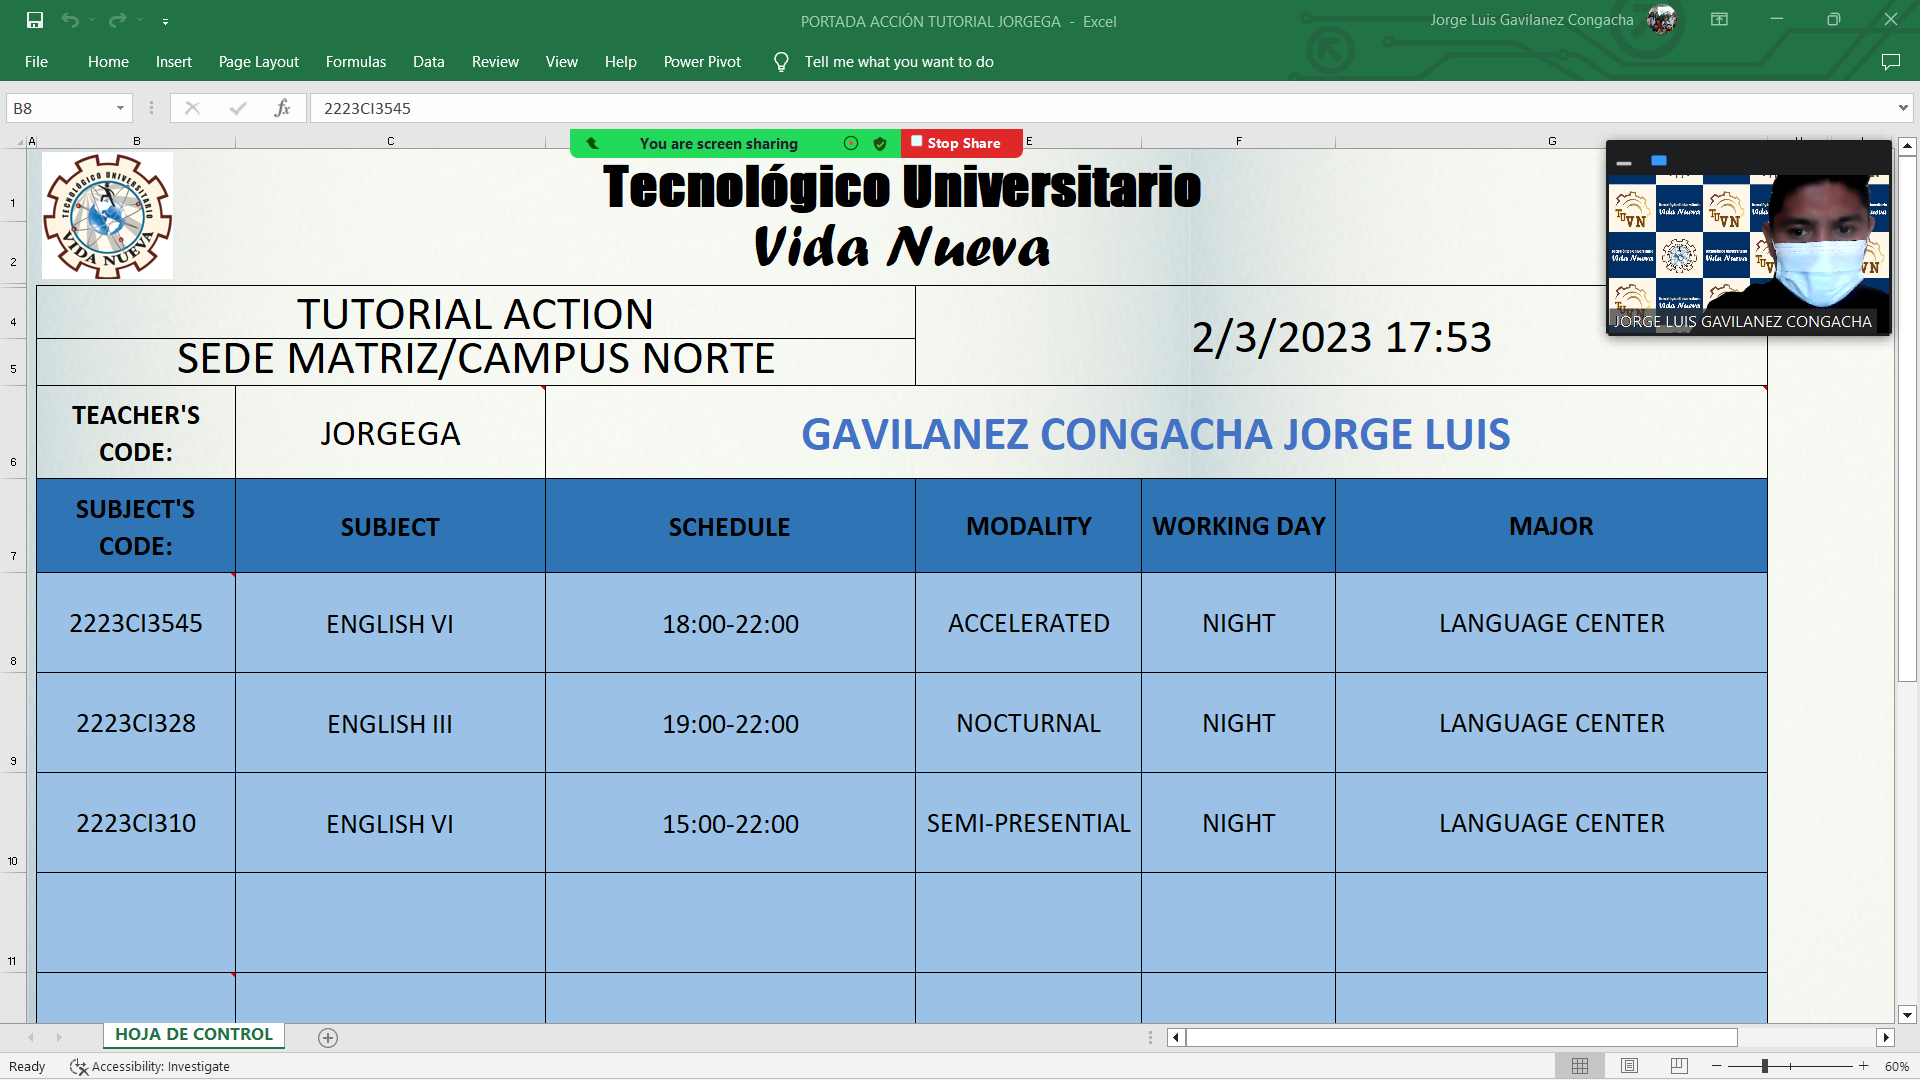 PORTADA ACCIÓN TUTORIAL JORGEGA - Excel
Jorge Luis Gavilanez Congacha
File Home Insert Page Layout Formulas Data Review View Help Power Pivot Tell me what you want to do
B8
fx
2223CI3545
You are screen sharing
Stop Share
A B C E F G
1
2
4
5
6
7
8
9
10
11
TECNOLÓGICO UNIVERSITARIO
VIDA NUEVA
Tecnológico Universitario
Vida Nueva
TUTORIAL ACTION
SEDE MATRIZ/CAMPUS NORTE
2/3/2023 17:53
JORGE LUIS GAVILANEZ CONGACHA
TEACHER'S
CODE:
JORGEGA
GAVILANEZ CONGACHA JORGE LUIS
SUBJECT'S
CODE:
SUBJECT
SCHEDULE
MODALITY
WORKING DAY
MAJOR
2223CI3545 ENGLISH VI 18:00-22:00 ACCELERATED NIGHT LANGUAGE CENTER
2223CI328 ENGLISH III 19:00-22:00 NOCTURNAL NIGHT LANGUAGE CENTER
2223CI310 ENGLISH VI 15:00-22:00 SEMI-PRESENTIAL NIGHT LANGUAGE CENTER
HOJA DE CONTROL
Ready
Accessibility: Investigate
60%